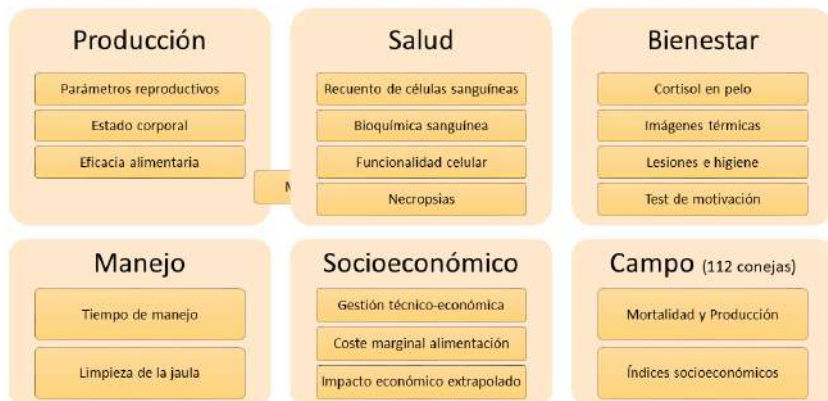 Producción
Parámetros reproductivos
Estado corporal
Eficacia alimentaria
Salud
Recuento de células sanguíneas
Bioquímica sanguínea
Funcionalidad celular
Necropsias
Bienestar
Cortisol en pelo
Imágenes térmicas
Lesiones e higiene
Test de motivación
Manejo
Tiempo de manejo
Limpieza de la jaula
Socioeconómico
Gestión técnico-económica
Coste marginal alimentación
Impacto económico extrapolado
Campo (112 conejas)
Mortalidad y Producción
Índices socioeconómicos